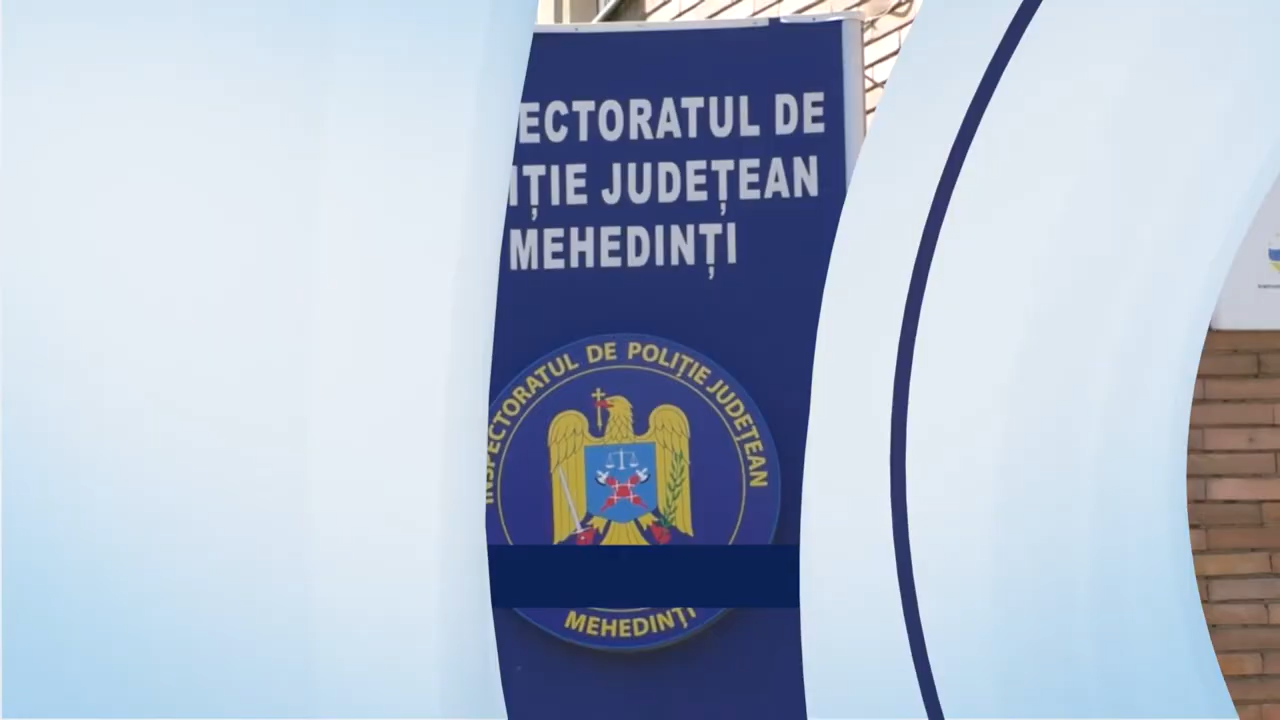 ECTORATUL DE
IȚIE JUDEȚEAN
MEHEDINȚI
INSPECTORATUL DE POLIȚIE JUDEȚEAN
MEHEDINȚI